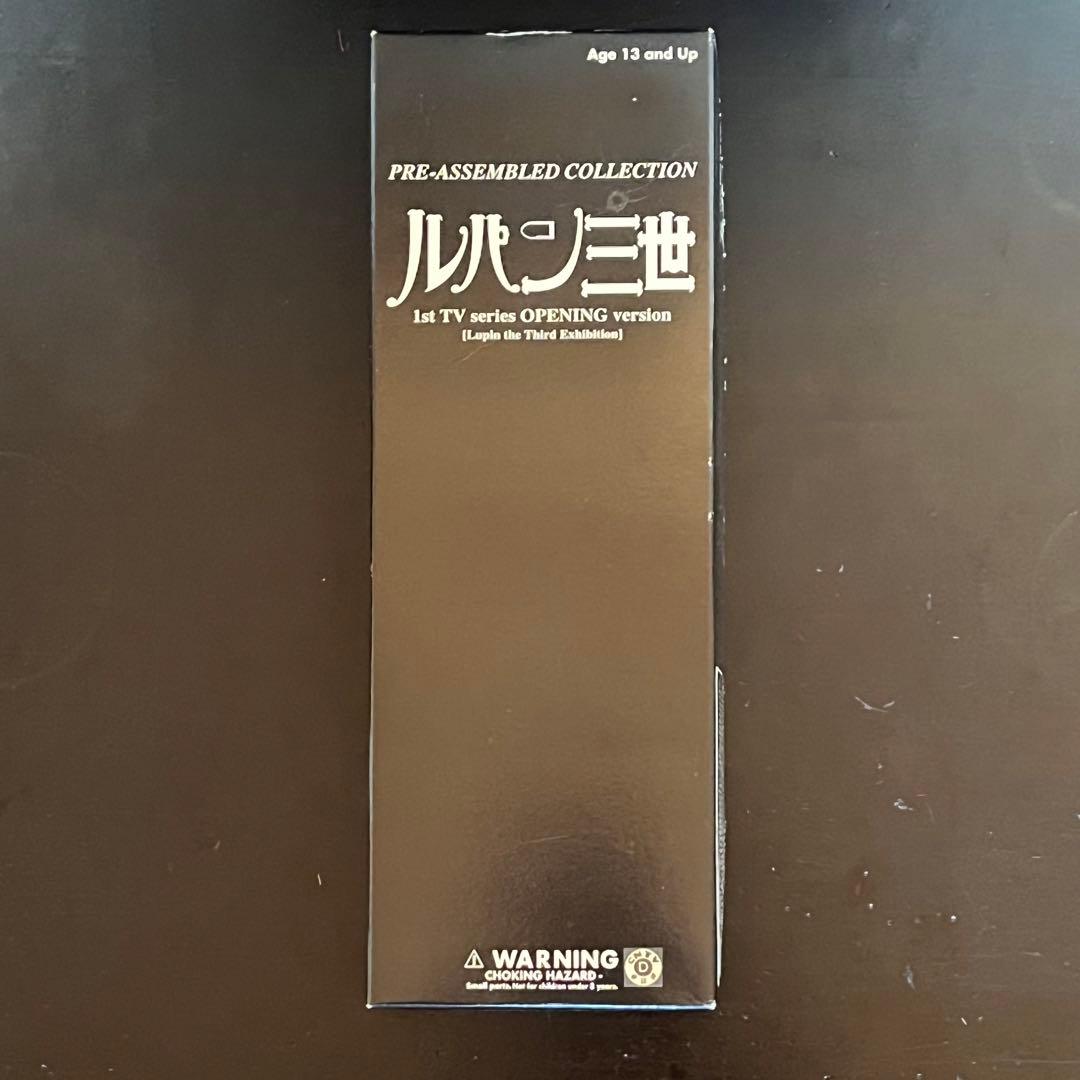 Age 13 and Up
PRE-ASSEMBLED COLLECTION
ルパン三世
1st TV series OPENING version
[Lupin the Third Exhibition]
⚠ WARNING
CHOKING HAZARD -
Small parts. Not for children under 3 years.
D